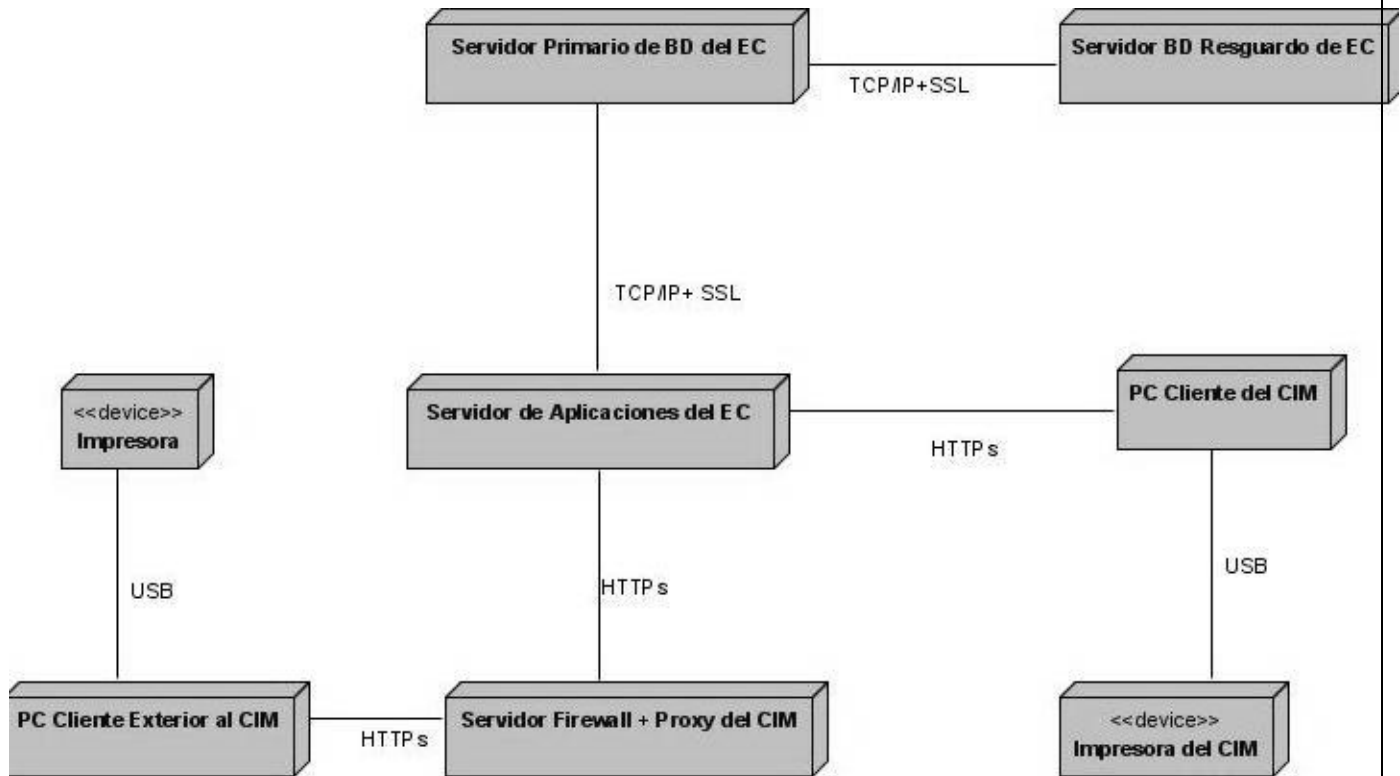 Servidor Primario de BD del EC
Servidor BD Resguardo de EC
TCP/IP+SSL
TCP/IP+ SSL
<<device>>
Impresora
Servidor de Aplicaciones del EC
PC Cliente del CIM
HTTPs
USB
HTTPs
USB
PC Cliente Exterior al CIM
HTTPs
Servidor Firewall + Proxy del CIM
<<device>>
Impresora del CIM